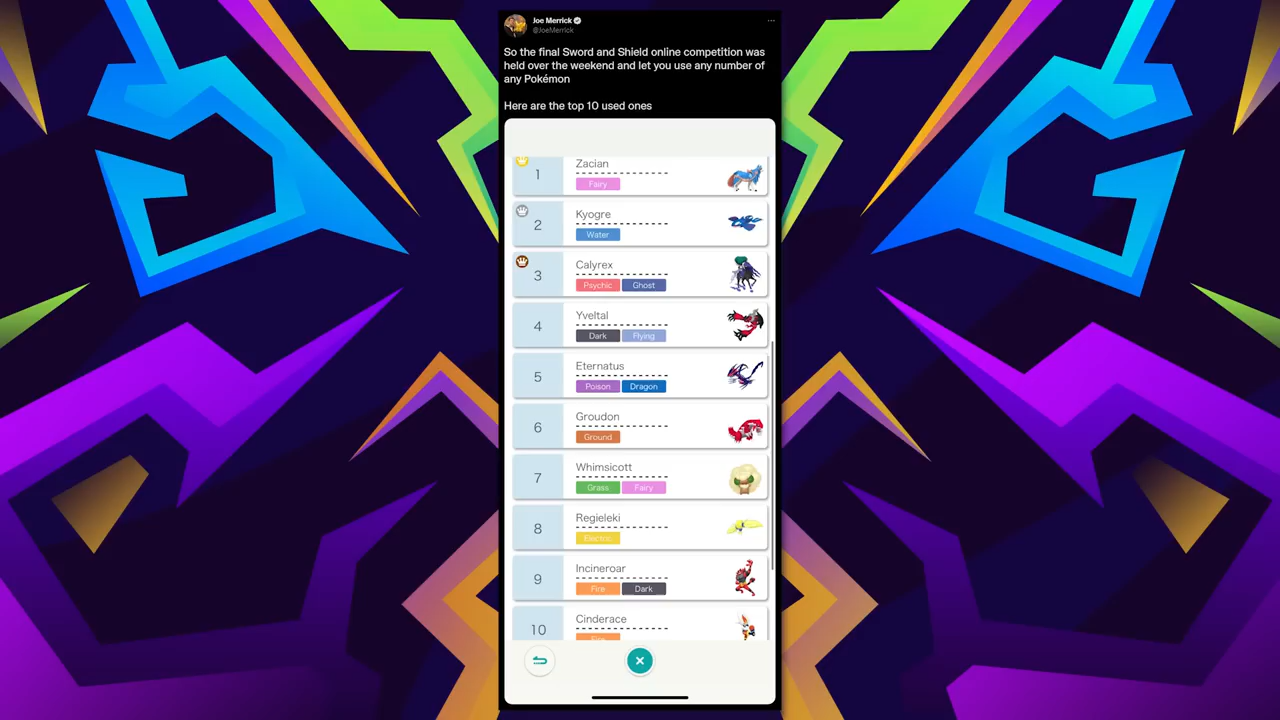 Joe Merrick
@JoeMerrick
So the final Sword and Shield online competition was
held over the weekend and let you use any number of
any Pokémon
Here are the top 10 used ones
1
Zacian
Fairy
2
Kyogre
Water
3
Calyrex
Psychic Ghost
4
Yveltal
Dark Flying
5
Eternatus
Poison Dragon
6
Groudon
Ground
7
Whimsicott
Grass Fairy
8
Regieleki
Electric
9
Incineroar
Fire Dark
10
Cinderace
Fire